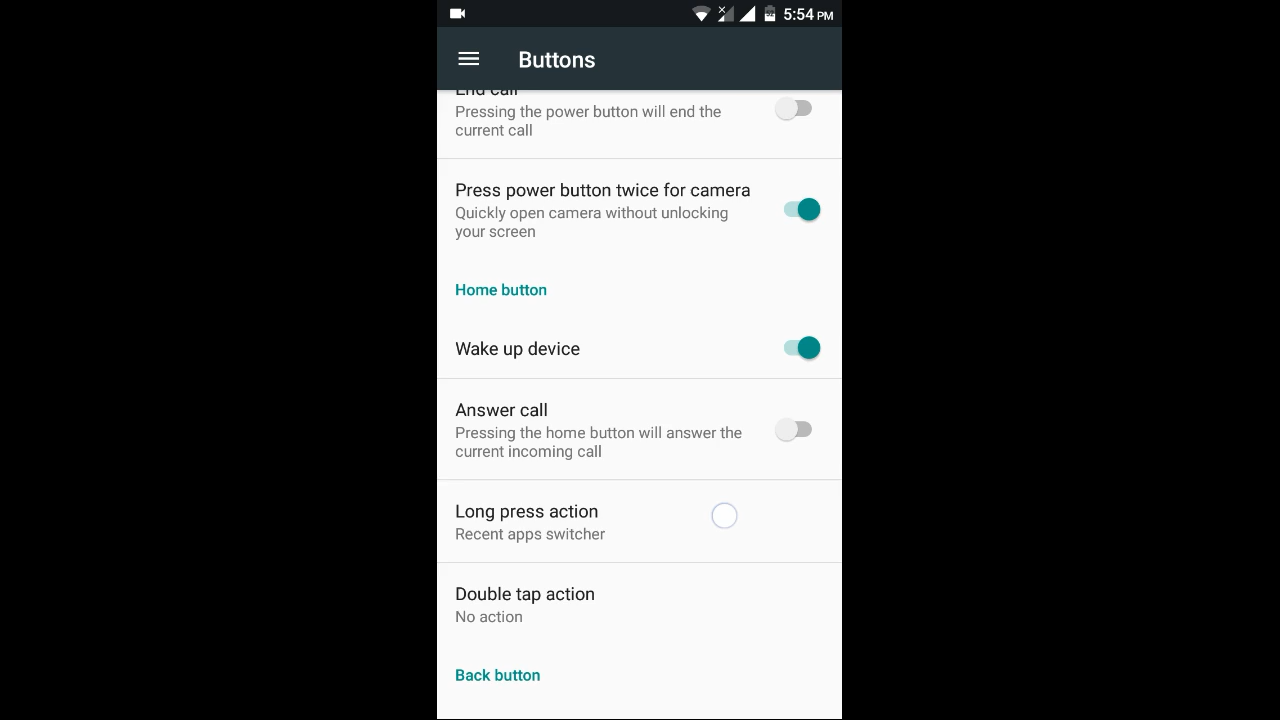 5:54 PM
Buttons
End call
Pressing the power button will end the
current call
Press power button twice for camera
Quickly open camera without unlocking
your screen
Home button
Wake up device
Answer call
Pressing the home button will answer the
current incoming call
Long press action
Recent apps switcher
Double tap action
No action
Back button